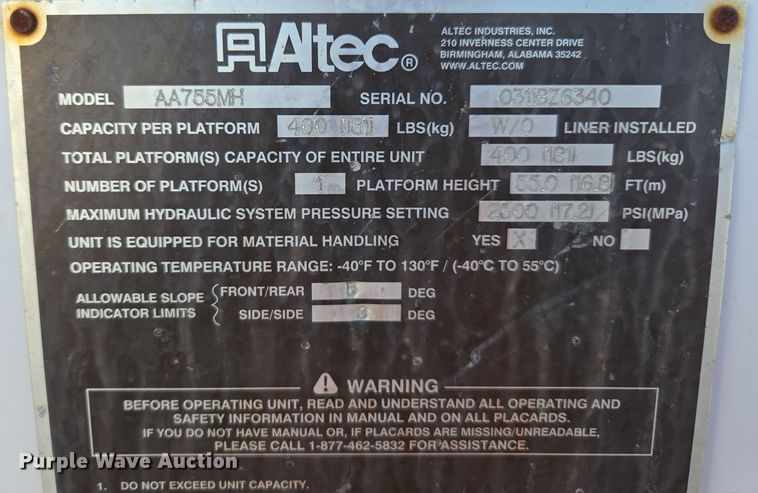 Altec®
ALTEC INDUSTRIES, INC.
210 INVERNESS CENTER DRIVE
BIRMINGHAM, ALABAMA 35242
WWW.ALTEC.COM
MODEL AA755MH SERIAL NO. 0311BZ6340
CAPACITY PER PLATFORM 400 (181) LBS(kg) W/O LINER INSTALLED
TOTAL PLATFORM(S) CAPACITY OF ENTIRE UNIT 400 (181) LBS(kg)
NUMBER OF PLATFORM(S) 1 PLATFORM HEIGHT 55.0 (16.8) FT(m)
MAXIMUM HYDRAULIC SYSTEM PRESSURE SETTING 2500 (17.2) PSI(MPa)
UNIT IS EQUIPPED FOR MATERIAL HANDLING YES X NO
OPERATING TEMPERATURE RANGE: -40°F TO 130°F / (-40°C TO 55°C)
ALLOWABLE SLOPE INDICATOR LIMITS
FRONT/REAR 5 DEG
SIDE/SIDE DEG
WARNING
BEFORE OPERATING UNIT, READ AND UNDERSTAND ALL OPERATING AND
SAFETY INFORMATION IN MANUAL AND ON ALL PLACARDS.
IF YOU DO NOT HAVE MANUAL OR, IF PLACARDS ARE MISSING/UNREADABLE,
PLEASE CALL 1-877-462-5832 FOR ASSISTANCE.
1. DO NOT EXCEED UNIT CAPACITY.
Purple Wave Auction